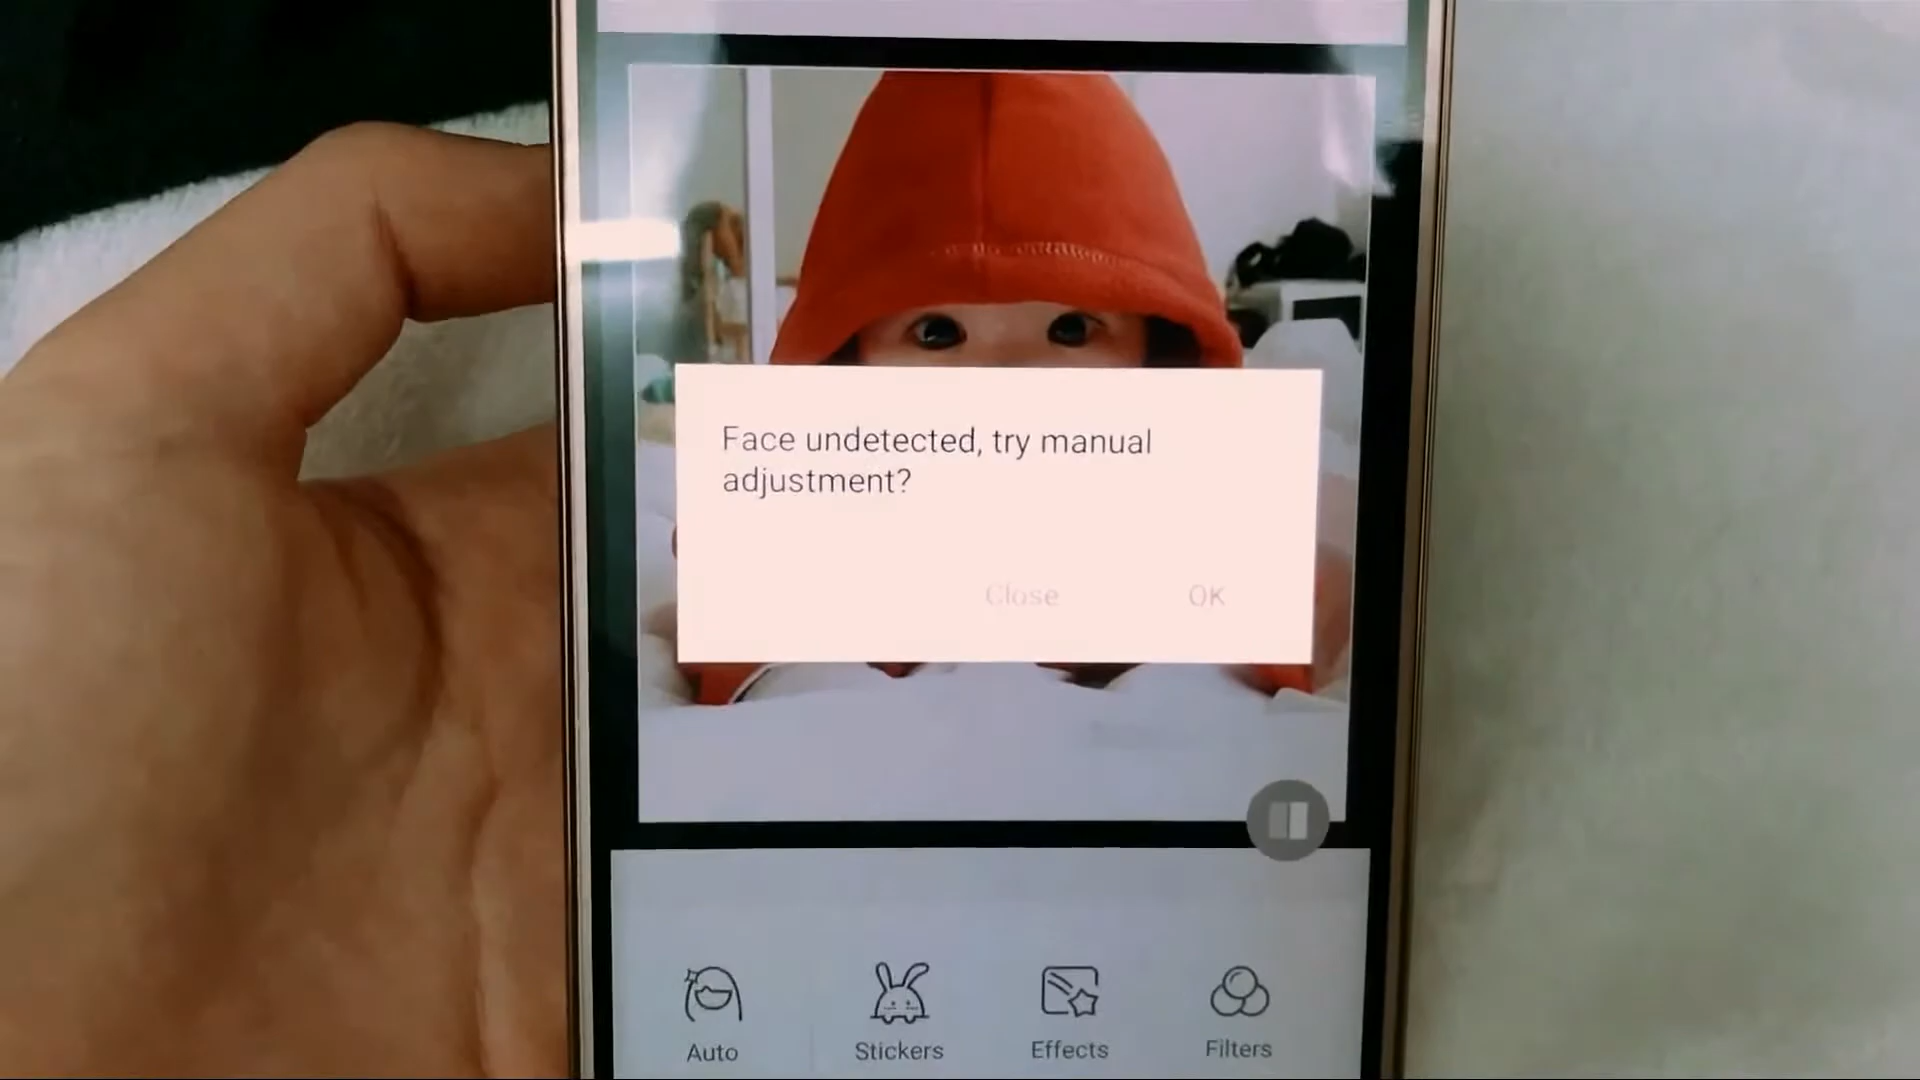 Face undetected, try manual
adjustment?
Close OK
Auto Stickers Effects Filters